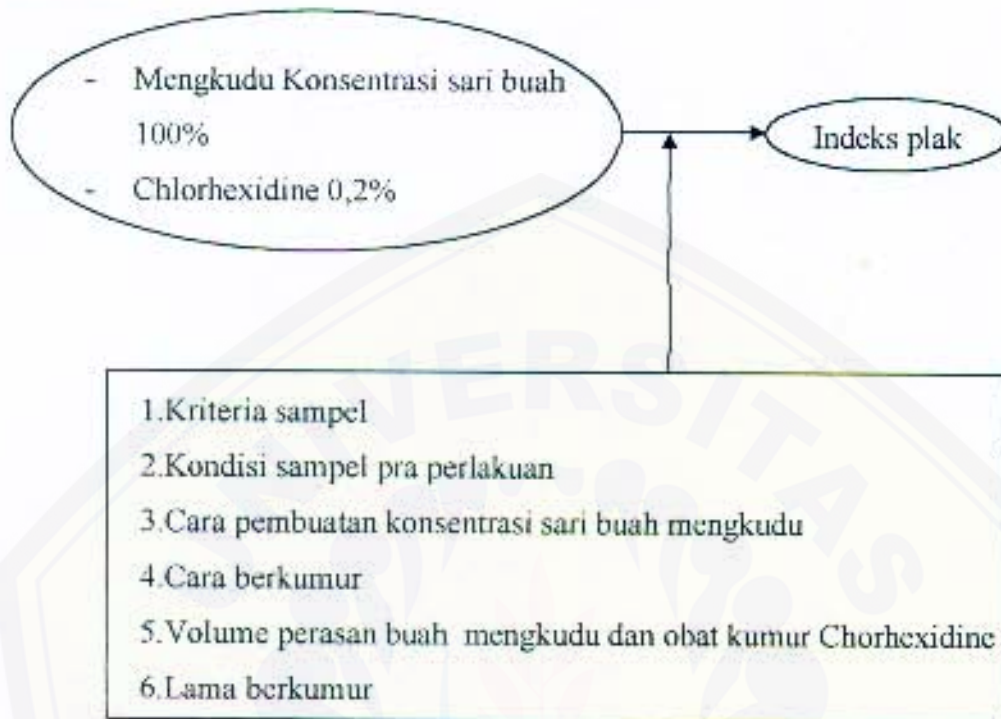 - Mengkudu Konsentrasi sari buah
100%
- Chlorhexidine 0,2%
Indeks plak
1.Kriteria sampel
2.Kondisi sampel pra perlakuan
3.Cara pembuatan konsentrasi sari buah mengkudu
4.Cara berkumur
5.Volume perasan buah mengkudu dan obat kumur Chorhexidine
6.Lama berkumur
UNIVERSITAS